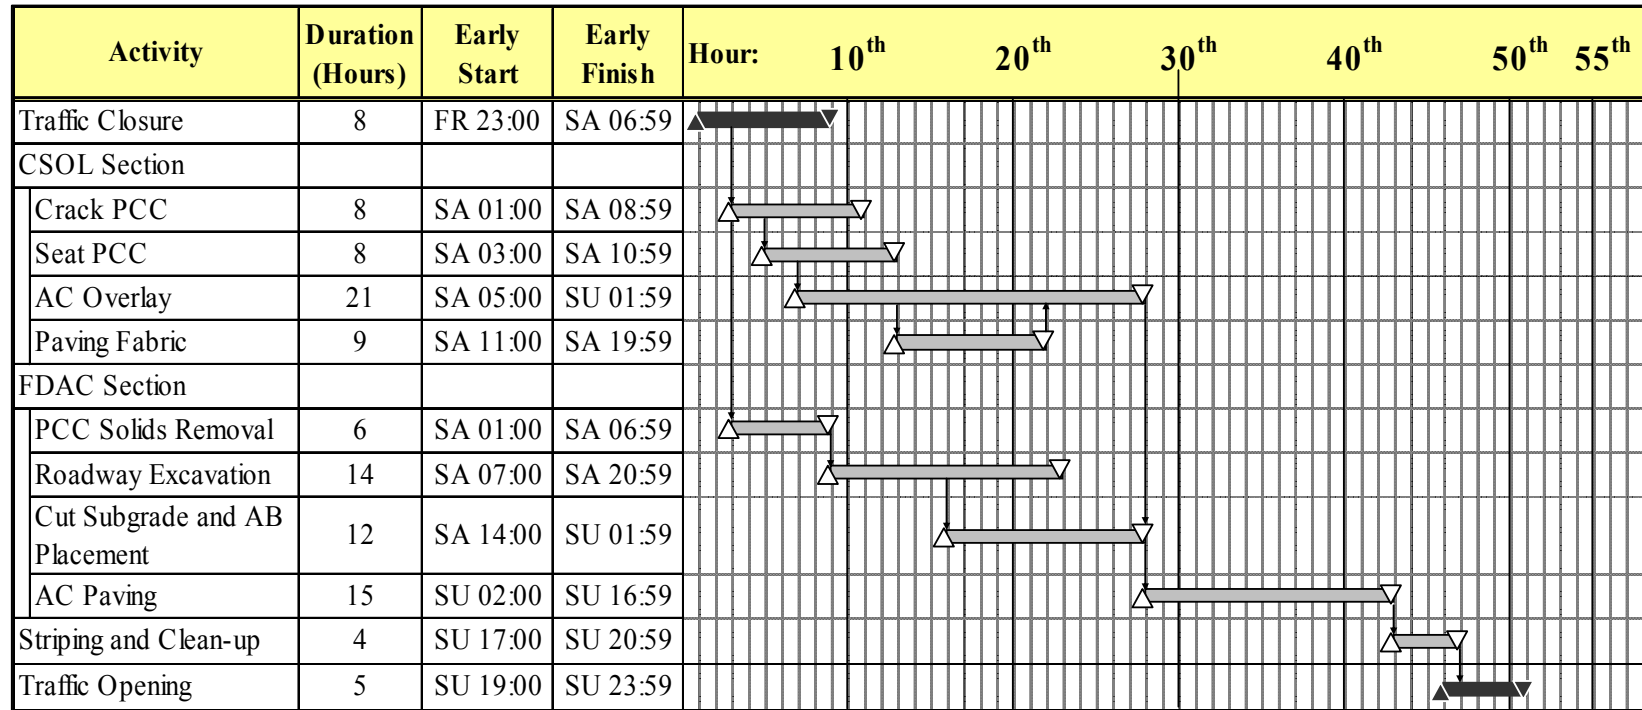 Activity Duration (Hours) Early Start Early Finish Hour: 10th 20th 30th 40th 50th 55th
Traffic Closure 8 FR 23:00 SA 06:59
CSOL Section
Crack PCC 8 SA 01:00 SA 08:59
Seat PCC 8 SA 03:00 SA 10:59
AC Overlay 21 SA 05:00 SU 01:59
Paving Fabric 9 SA 11:00 SA 19:59
FDAC Section
PCC Solids Removal 6 SA 01:00 SA 06:59
Roadway Excavation 14 SA 07:00 SA 20:59
Cut Subgrade and AB Placement 12 SA 14:00 SU 01:59
AC Paving 15 SU 02:00 SU 16:59
Striping and Clean-up 4 SU 17:00 SU 20:59
Traffic Opening 5 SU 19:00 SU 23:59